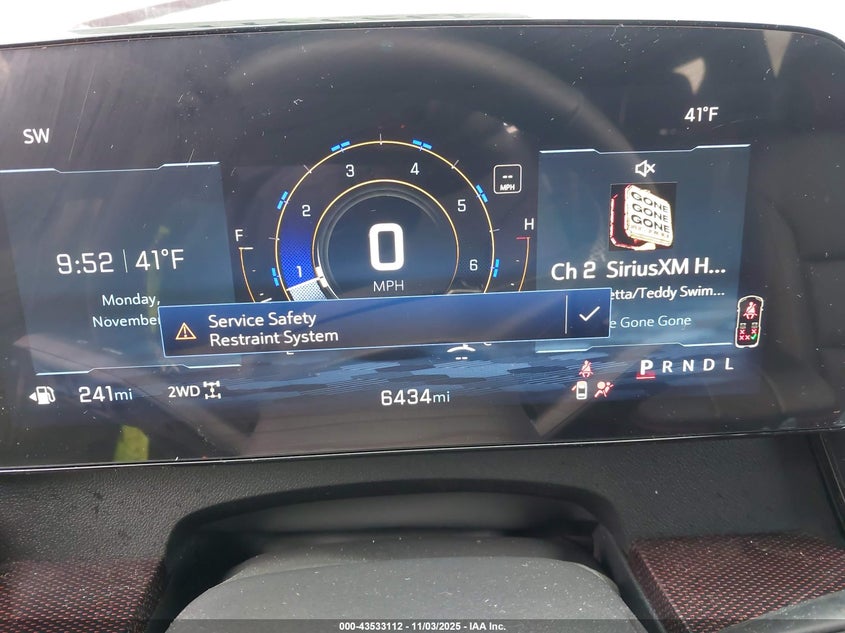 SW
41°F
3
4
2
5
1
6
--
MPH
F
H
0
MPH
9:52 | 41°F
Monday,
November
GONE
GONE
GONE
Ch 2 SiriusXM H...
etta/Teddy Swim...
e Gone Gone
Service Safety
Restraint System
C
--
241mi
2WD
6434mi
P R N D L
000-43533112 - 11/03/2025 - IAA Inc.